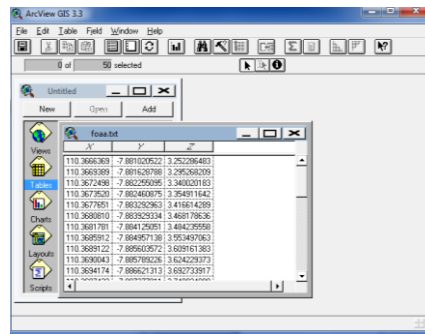 ArcView GIS 3.3
File Edit Table Field Window Help
0 of 50 selected
Untitled
New Open Add
Views
Tables
Charts
Layouts
Scripts
foaa.txt
X Y Z
110.3666369 -7.881020522 3.252286483
110.3669389 -7.881628788 3.295268209
110.3672498 -7.882255095 3.348020183
110.3673520 -7.882460875 3.354911642
110.3677651 -7.883292963 3.416614289
110.3680810 -7.883929334 3.468178636
110.3681781 -7.884125051 3.484235558
110.3685912 -7.884957138 3.553497063
110.3689122 -7.885603572 3.609161383
110.3690043 -7.885789226 3.624229373
110.3694174 -7.886621313 3.692733917